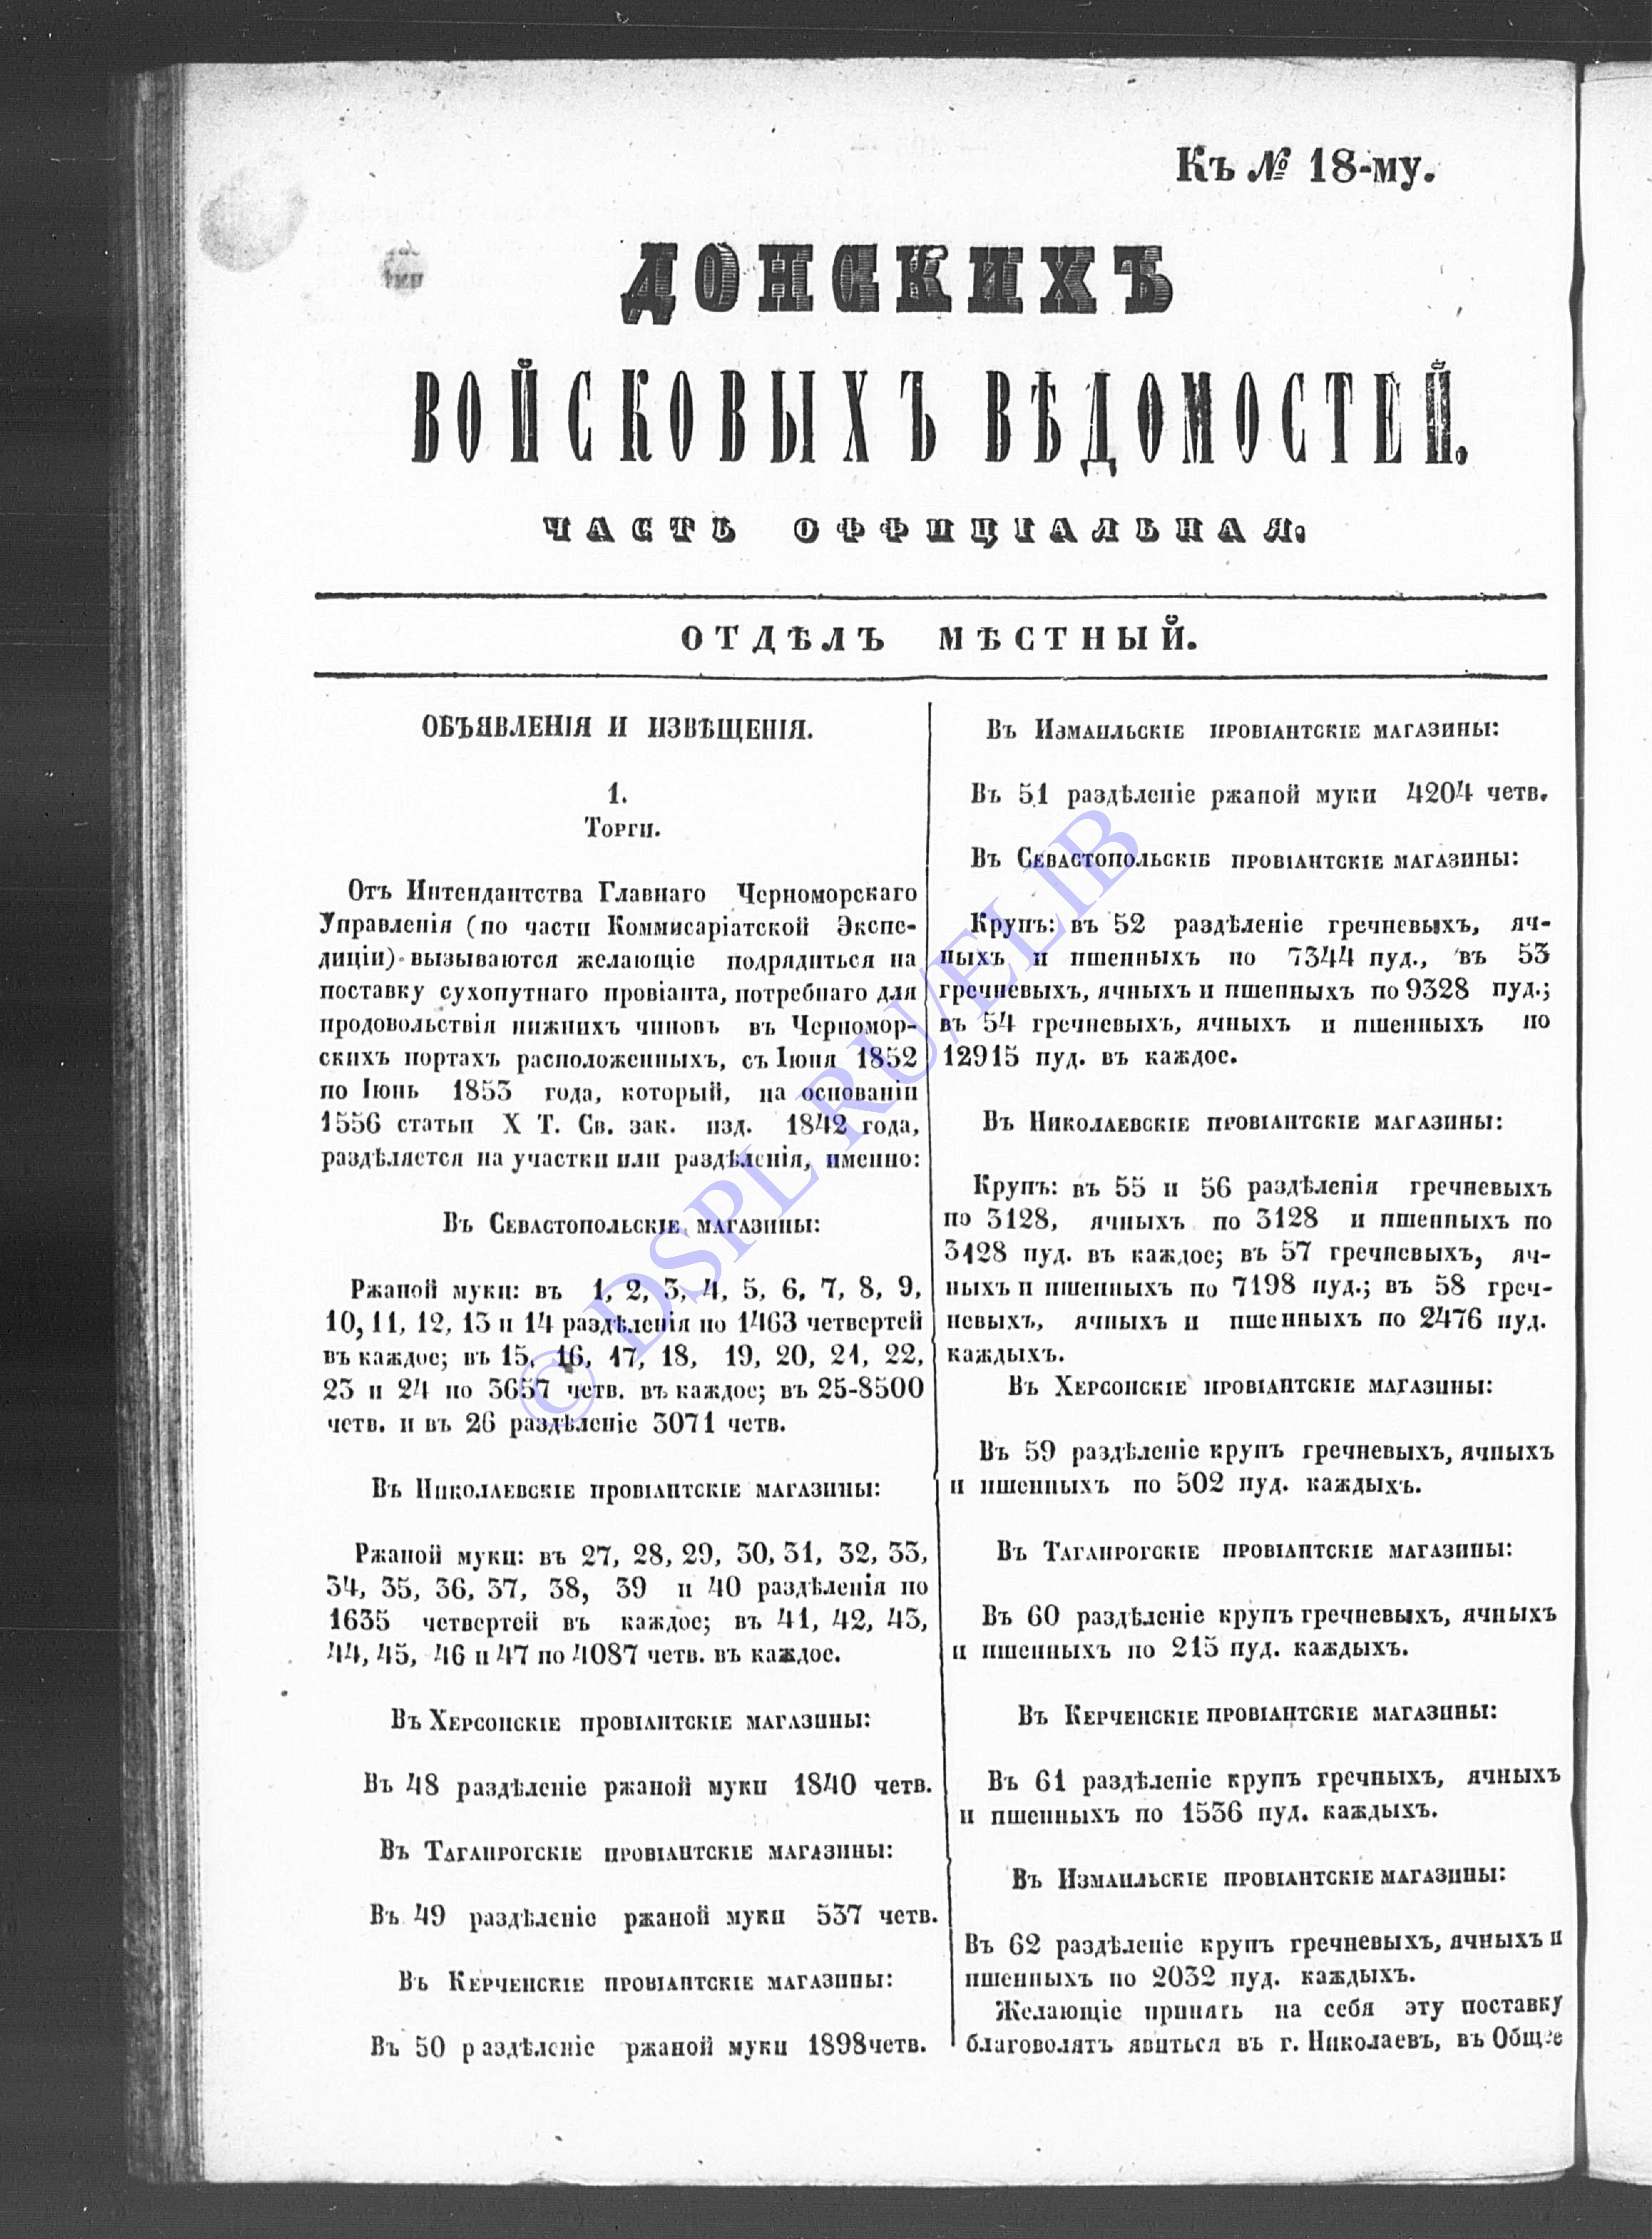 Къ № 18-му.
ДОНСКИХЪ
ВОЙСКОВЫХЪ ВѢДОМОСТЕЙ.
ЧАСТЬ ОФФИЦІАЛЬНАЯ.
ОТДѢЛЪ МѢСТНЫЙ.
ОБЪЯВЛЕНІЯ И ИЗВѢЩЕНІЯ.
1.
Торги.
Отъ Интендантства Главнаго Черноморскаго
Управленія (по части Коммисаріатской Экспе-
диціи) вызываются желающіе подрядиться на
поставку сухопутнаго провіанта, потребнаго для
продовольствія нижнихъ чиновъ въ Черномор-
скихъ портахъ расположенныхъ, съ Іюня 1852
по Іюнь 1853 года, который, на основаніи
1556 статьи X Т. Св. зак. изд. 1842 года,
раздѣляется на участки или раздѣленія, именно:
Въ Севастопольскіе магазины:
Ржаной муки: въ 1, 2, 3, 4, 5, 6, 7, 8, 9,
10, 11, 12, 13 и 14 раздѣленія по 1463 четвертей
въ каждое; въ 15, 16, 17, 18, 19, 20, 21, 22,
23 и 24 по 3657 четв. въ каждое; въ 25-8500
четв. и въ 26 раздѣленіе 3071 четв.
Въ Николаевскіе провіантскіе магазины:
Ржаной муки: въ 27, 28, 29, 30, 31, 32, 33,
34, 35, 36, 37, 38, 39 и 40 раздѣленія по
1635 четвертей въ каждое; въ 41, 42, 43,
44, 45, 46 и 47 по 4087 четв. въ каждое.
Въ Херсонскіе провіантскіе магазины:
Въ 48 раздѣленіе ржаной муки 1840 четв.
Въ Таганрогскіе провіантскіе магазины:
Въ 49 раздѣленіе ржаной муки 537 четв.
Въ Керченскіе провіантскіе магазины:
Въ 50 раздѣленіе ржаной муки 1898четв.
Въ Измаильскіе провіантскіе магазины:
Въ 51 раздѣленіе ржаной муки 4204 четв.
Въ Севастопольскіе провіантскіе магазины:
Крупъ: въ 52 раздѣленіе гречневыхъ, яч-
ныхъ и пшенныхъ по 7344 пуд., въ 53
гречневыхъ, ячныхъ и пшенныхъ по 9328 пуд.;
въ 54 гречневыхъ, ячныхъ и пшенныхъ по
12915 пуд. въ каждое.
Въ Николаевскіе провіантскіе магазины:
Крупъ: въ 55 и 56 раздѣленія гречневыхъ
по 3128, ячныхъ по 3128 и пшенныхъ по
3128 пуд. въ каждое; въ 57 гречневыхъ, яч-
ныхъ и пшенныхъ по 7198 пуд.; въ 58 греч-
невыхъ, ячныхъ и пшенныхъ по 2476 пуд.
каждыхъ.
Въ Херсонскіе провіантскіе магазины:
Въ 59 раздѣленіе крупъ гречневыхъ, ячныхъ
и пшенныхъ по 502 пуд. каждыхъ.
Въ Таганрогскіе провіантскіе магазины:
Въ 60 раздѣленіе крупъ гречневыхъ, ячныхъ
и пшенныхъ по 215 пуд. каждыхъ.
Въ Керченскіе провіантскіе магазины:
Въ 61 раздѣленіе крупъ гречныхъ, ячныхъ
и пшенныхъ по 1536 пуд. каждыхъ.
Въ Измаильскіе провіантскіе магазины:
Въ 62 раздѣленіе крупъ гречневыхъ, ячныхъ и
пшенныхъ по 2032 пуд. каждыхъ.
Желающіе принять на себя эту поставку
благоволятъ явиться въ г. Николаевъ, въ Общее
© DSPL.RU/ELIB